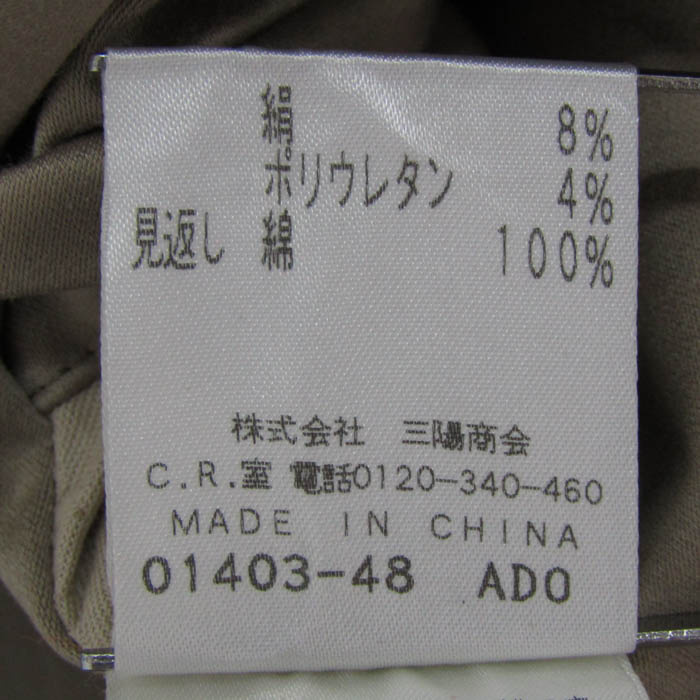 絹 8%
ポリウレタン 4%
見返し 綿 100%
株式会社 三陽商会
C.R.室 電話0120-340-460
MADE IN CHINA
01403-48 ADO